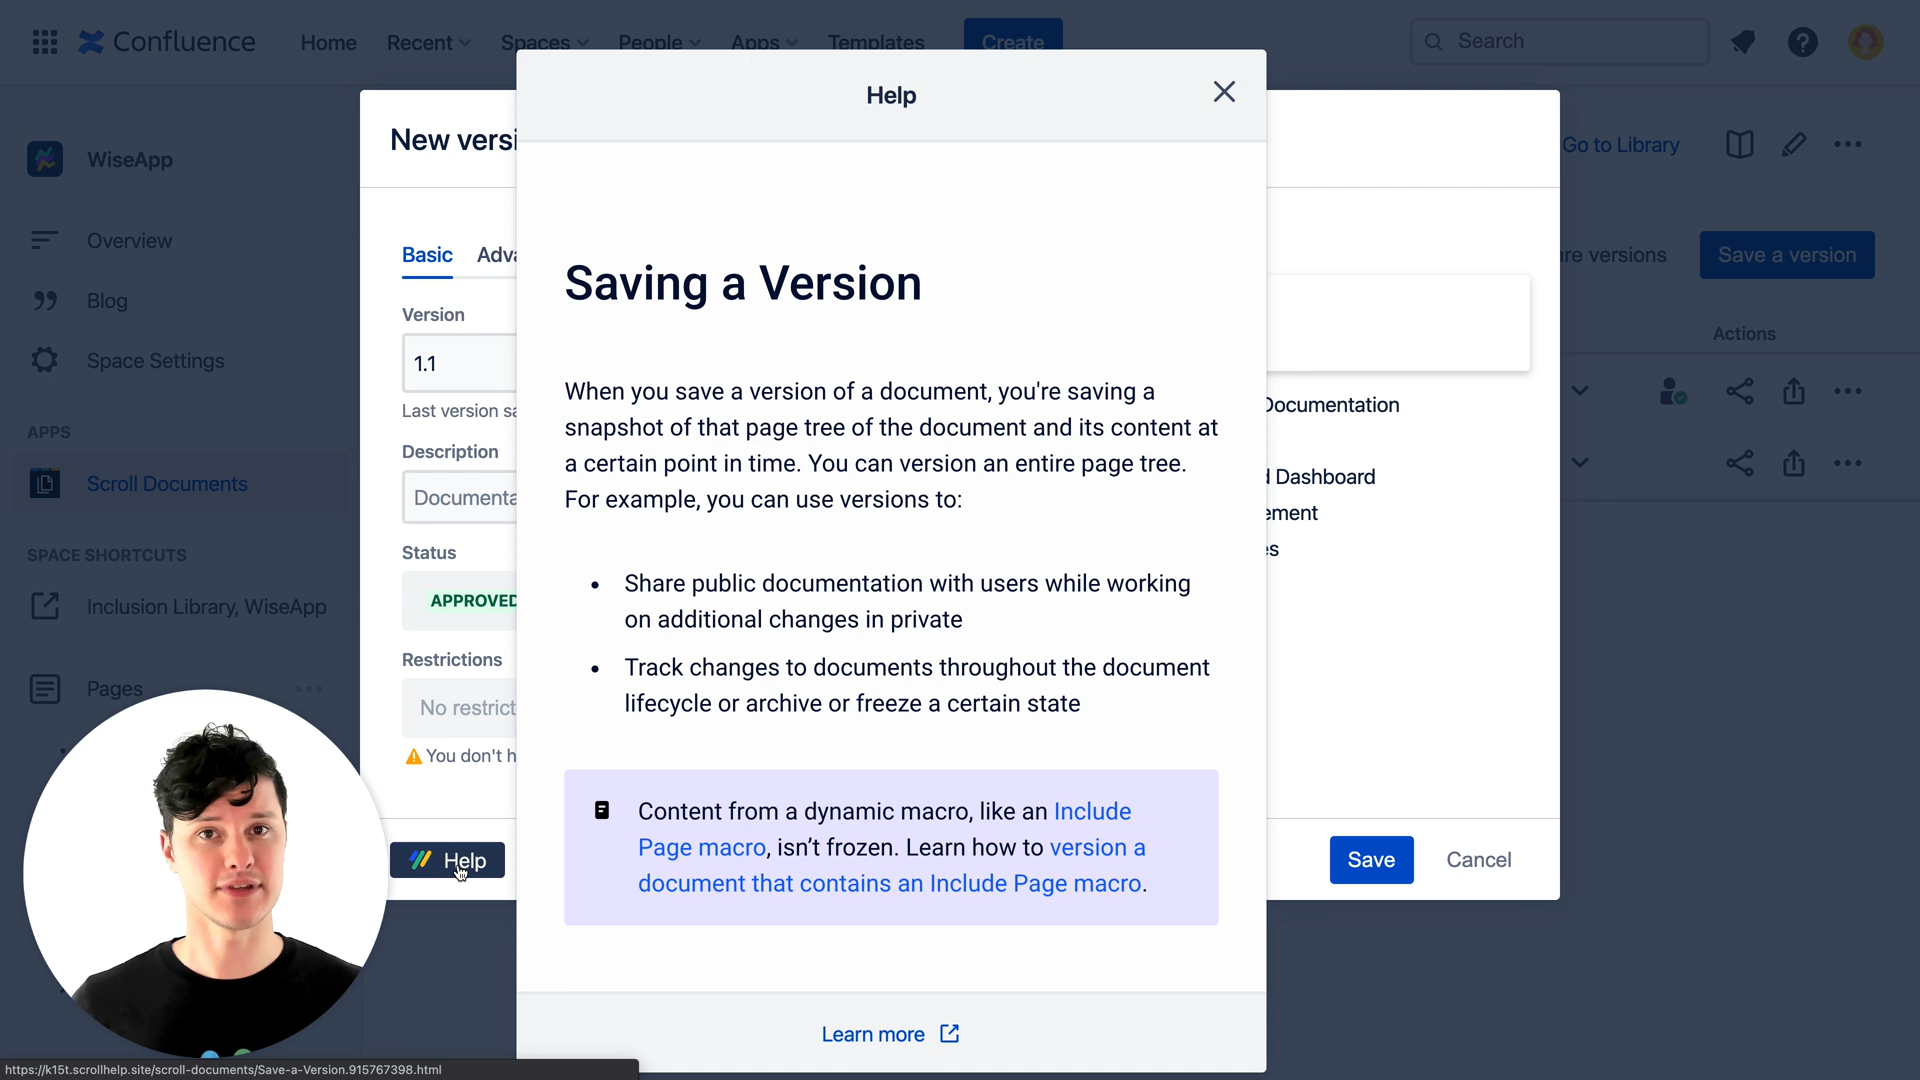 Confluence
Home
Recent
Spaces
People
Apps
Templates
Create
Search
WiseApp
Overview
Blog
Space Settings
APPS
Scroll Documents
SPACE SHORTCUTS
Inclusion Library, WiseApp
Pages
New versi
Basic
Adva
Version
1.1
Last version sa
Description
Documenta
Status
APPROVED
Restrictions
No restrict
You don't h
Help
Help
Saving a Version
When you save a version of a document, you're saving a
snapshot of that page tree of the document and its content at
a certain point in time. You can version an entire page tree.
For example, you can use versions to:
• Share public documentation with users while working
on additional changes in private
• Track changes to documents throughout the document
lifecycle or archive or freeze a certain state
Content from a dynamic macro, like an Include
Page macro, isn’t frozen. Learn how to version a
document that contains an Include Page macro.
Learn more
Documentation
d Dashboard
ement
es
Save
Cancel
Go to Library
are versions
Save a version
Actions
https://k15t.scrollhelp.site/scroll-documents/Save-a-Version.915767398.html